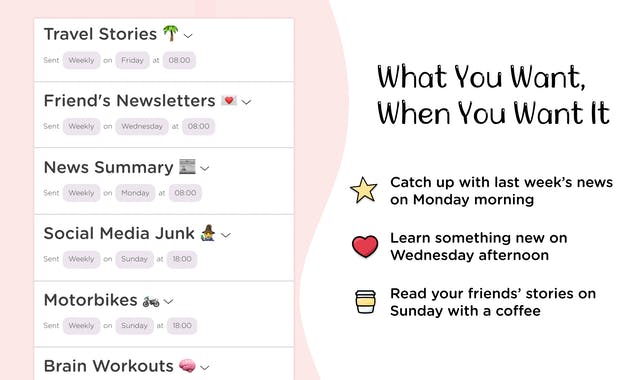 Travel Stories 🌴
Sent Weekly on Friday at 08:00
Friend's Newsletters 💌
Sent Weekly on Wednesday at 08:00
News Summary 📰
Sent Weekly on Monday at 08:00
Social Media Junk 🧙‍♀️
Sent Weekly on Sunday at 18:00
Motorbikes 🏍️
Sent Weekly on Sunday at 18:00
Brain Workouts 🧠
What You Want,
When You Want It
Catch up with last week's news
on Monday morning
Learn something new on
Wednesday afternoon
Read your friends' stories on
Sunday with a coffee